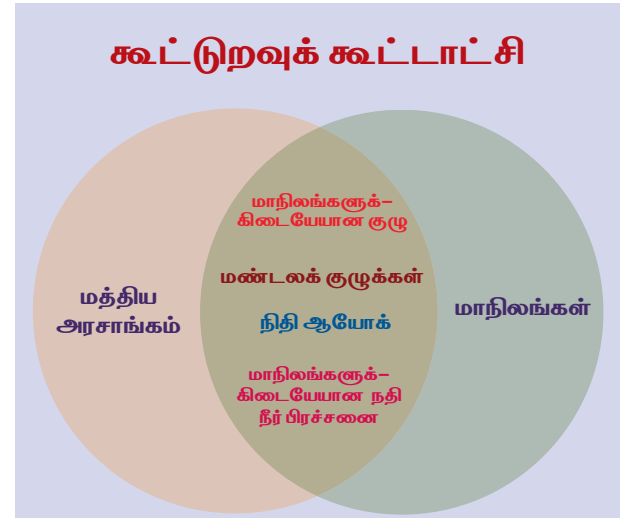 கூட்டுறவுக் கூட்டாட்சி
மாநிலங்களுக்–
கிடையேயான குழு
மண்டலக் குழுக்கள்
மத்திய
அரசாங்கம்
நிதி ஆயோக்
மாநிலங்கள்
மாநிலங்களுக்–
கிடையேயான நதி
நீர் பிரச்சனை